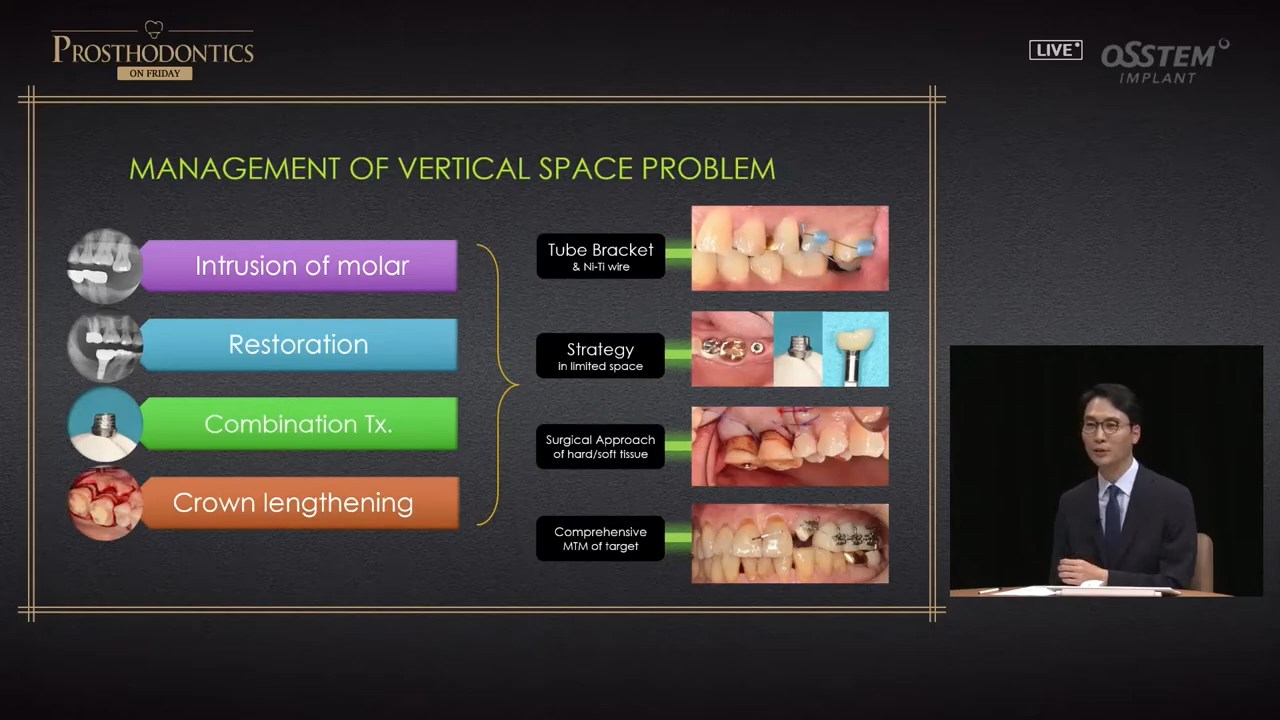 PROSTHODONTICS
ON FRIDAY
LIVE
OSSTEM
IMPLANT
MANAGEMENT OF VERTICAL SPACE PROBLEM
Intrusion of molar
Restoration
Combination Tx.
Crown lengthening
Tube Bracket
& Ni-Ti wire
Strategy
in limited space
Surgical Approach
of hard/soft tissue
Comprehensive
MTM of target